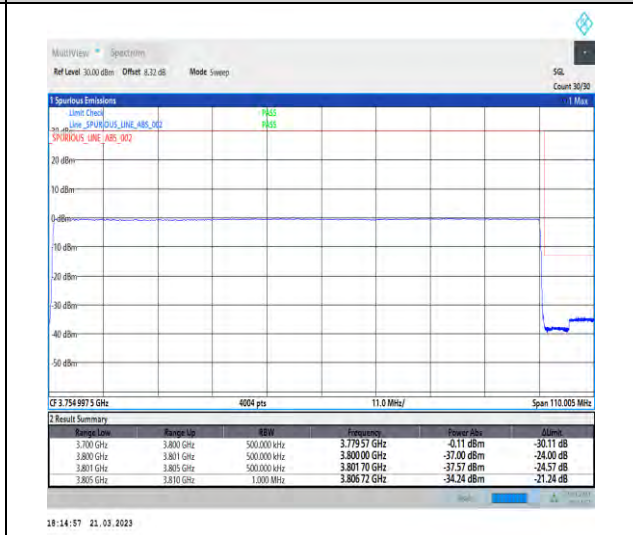 MultiView Spectrum
Ref Level 30.00 dBm Offset 8.32 dB Mode Sweep SGL
Count 30/30
1 Spurious Emissions 1 Max
Limit Check PASS
Line _SPURIOUS_LINE_ABS_002 PASS
_SPURIOUS_LINE_ABS_002
20 dBm
10 dBm
0 dBm
-10 dBm
-20 dBm
-30 dBm
-40 dBm
-50 dBm
CF 3.754 997 5 GHz 4004 pts 11.0 MHz/ Span 110.005 MHz
2 Result Summary
Range Low Range Up RBW Frequency Power Abs ΔLimit
3.700 GHz 3.800 GHz 500.000 kHz 3.779 57 GHz -0.11 dBm -30.11 dB
3.800 GHz 3.801 GHz 500.000 kHz 3.800 00 GHz -37.00 dBm -24.00 dB
3.801 GHz 3.805 GHz 500.000 kHz 3.801 70 GHz -37.57 dBm -24.57 dB
3.805 GHz 3.810 GHz 1.000 MHz 3.806 72 GHz -34.24 dBm -21.24 dB
18:14:57 21.03.2023